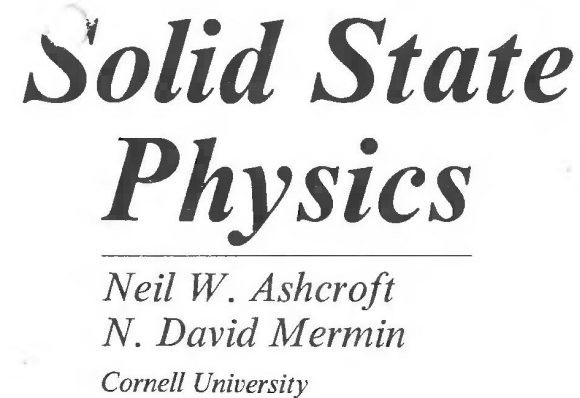 Solid State
Physics
Neil W. Ashcroft
N. David Mermin
Cornell University